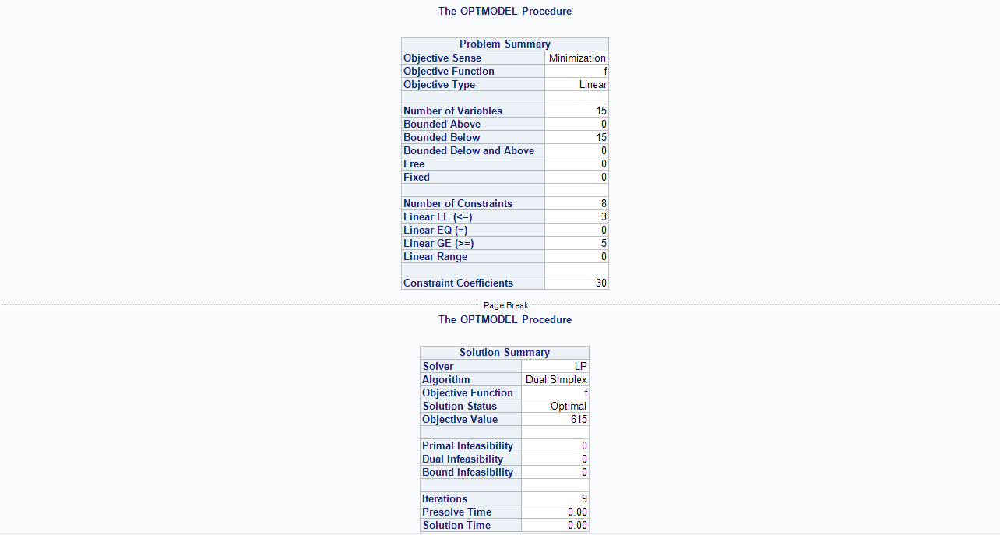 The OPTMODEL Procedure
Problem Summary
Objective Sense Minimization
Objective Function f
Objective Type Linear
Number of Variables 15
Bounded Above 0
Bounded Below 15
Bounded Below and Above 0
Free 0
Fixed 0
Number of Constraints 8
Linear LE (<=) 3
Linear EQ (=) 0
Linear GE (>=) 5
Linear Range 0
Constraint Coefficients 30
Page Break
The OPTMODEL Procedure
Solution Summary
Solver LP
Algorithm Dual Simplex
Objective Function f
Solution Status Optimal
Objective Value 615
Primal Infeasibility 0
Dual Infeasibility 0
Bound Infeasibility 0
Iterations 9
Presolve Time 0.00
Solution Time 0.00